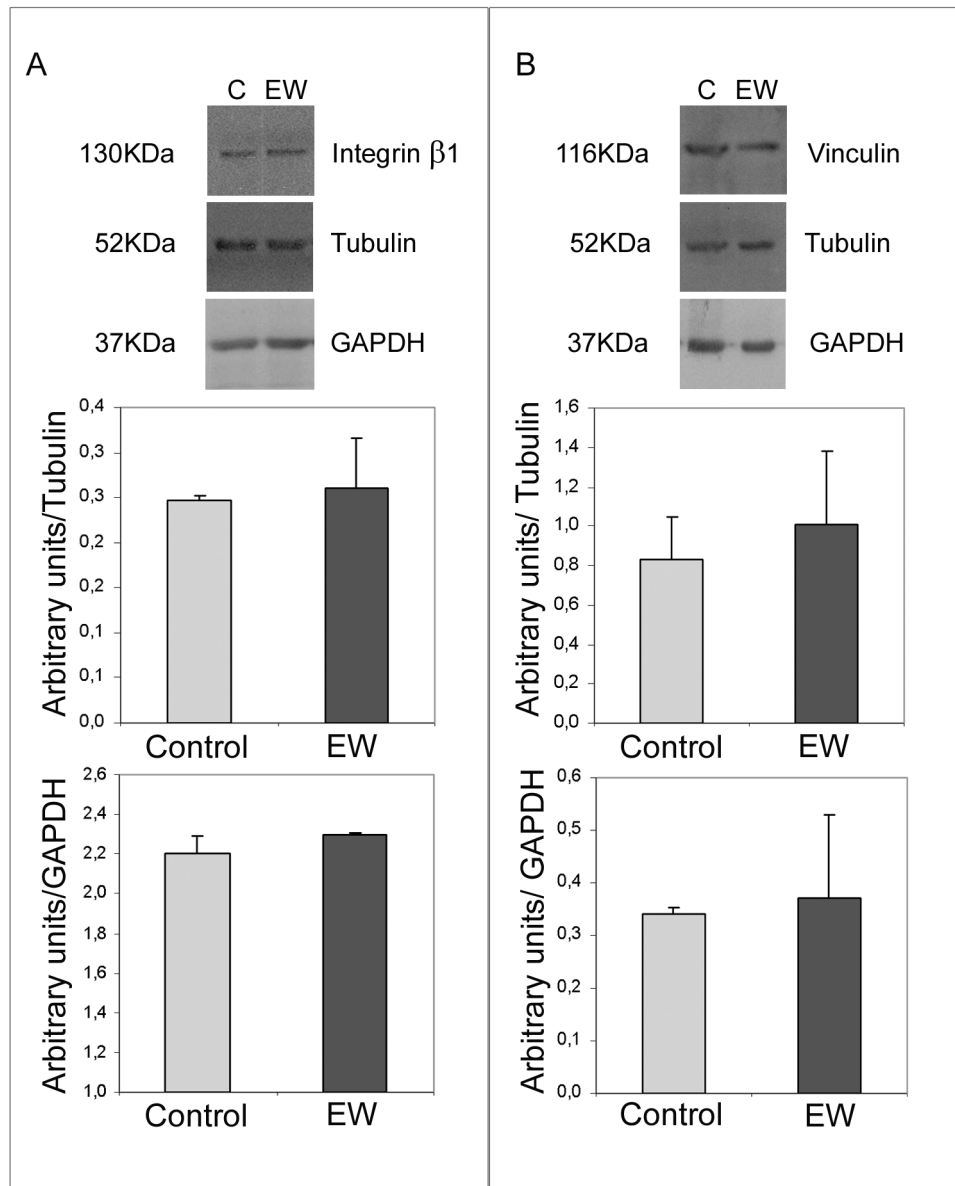 A
C EW
130KDa Integrin β1
52KDa Tubulin
37KDa GAPDH
Arbitrary units/Tubulin
0,4
0,3
0,3
0,2
0,2
0,1
0,1
0,0
Control EW
Arbitrary units/GAPDH
2,6
2,4
2,2
2,0
1,8
1,6
1,4
1,2
1,0
Control EW
B
C EW
116KDa Vinculin
52KDa Tubulin
37KDa GAPDH
Arbitrary units/ Tubulin
1,6
1,4
1,2
1,0
0,8
0,6
0,4
0,2
0,0
Control EW
Arbitrary units/ GAPDH
0,6
0,5
0,4
0,3
0,2
0,1
0,0
Control EW